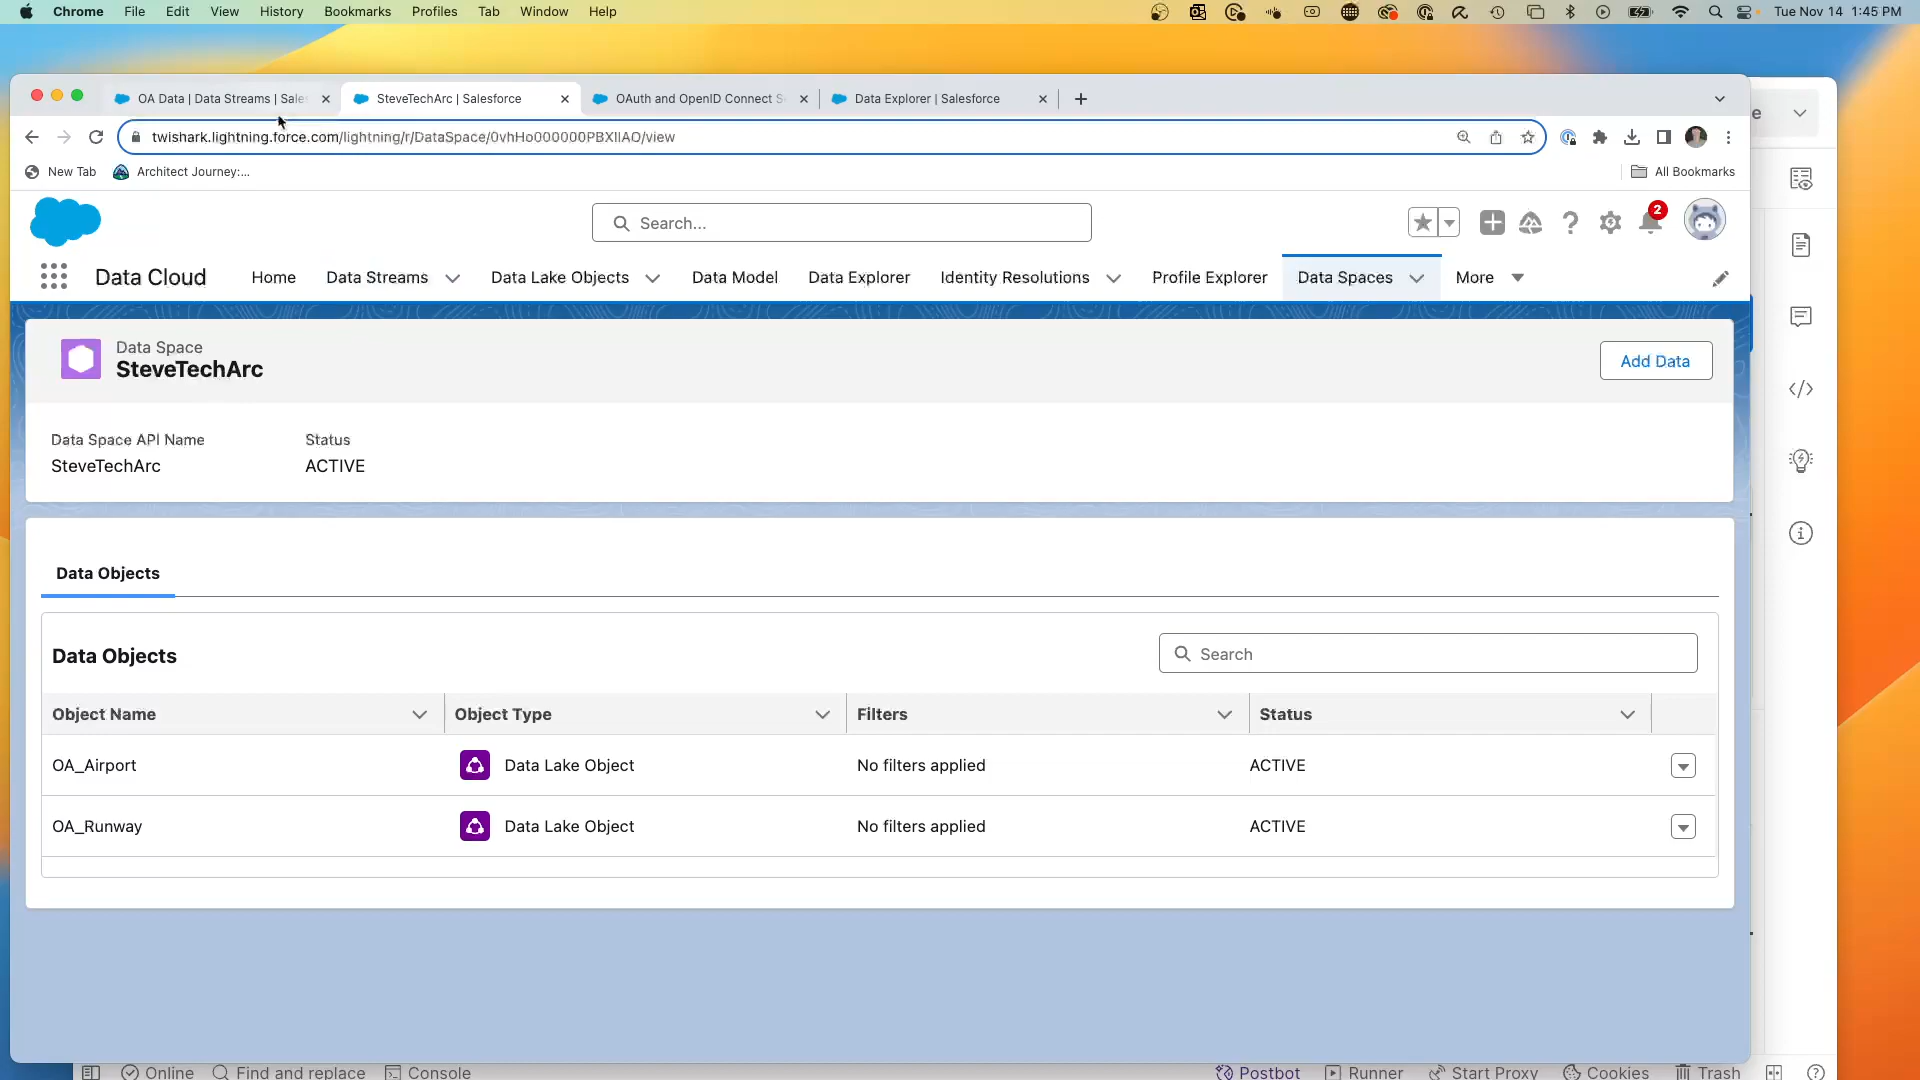 Chrome File Edit View History Bookmarks Profiles Tab Window Help Tue Nov 14 1:45 PM
OA Data | Data Streams | Sale SteveTechArc | Salesforce OAuth and OpenID Connect S Data Explorer | Salesforce
twishark.lightning.force.com/lightning/r/DataSpace/0vhHo000000PBXIIAO/view
New Tab Architect Journey:... All Bookmarks
Search... 2
Data Cloud Home Data Streams Data Lake Objects Data Model Data Explorer Identity Resolutions Profile Explorer Data Spaces More
Data Space
SteveTechArc
Add Data
Data Space API Name Status
SteveTechArc ACTIVE
Data Objects
Data Objects Search
Object Name Object Type Filters Status
OA_Airport Data Lake Object No filters applied ACTIVE
OA_Runway Data Lake Object No filters applied ACTIVE
Online Find and replace Console Postbot Runner Start Proxy Cookies Trash